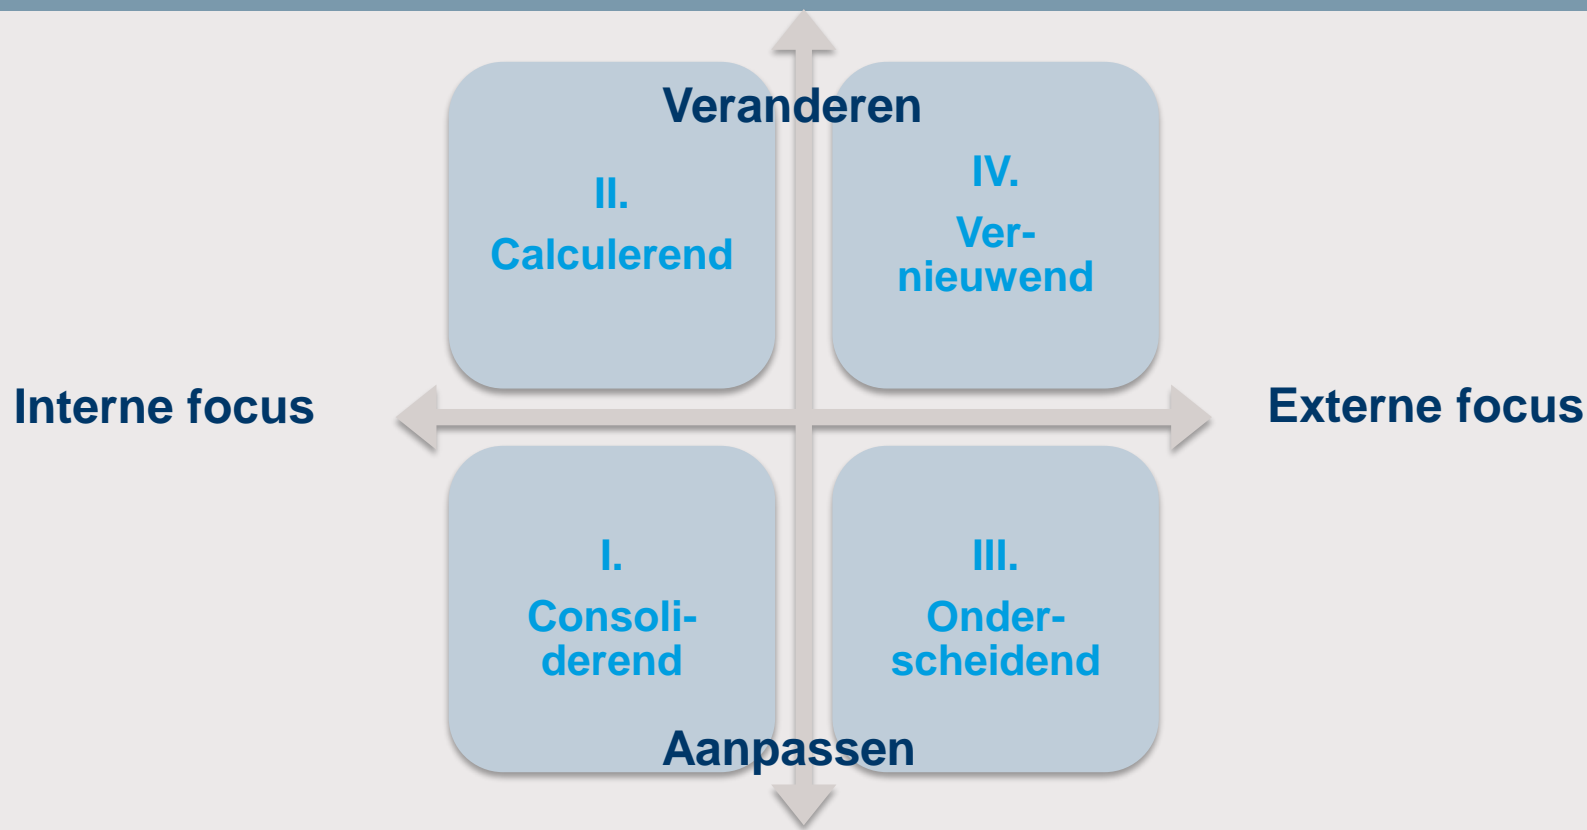 Veranderen
II.
Calculerend
IV.
Ver-
nieuwend
Interne focus
Externe focus
I.
Consoli-
derend
III.
Onder-
scheidend
Aanpassen